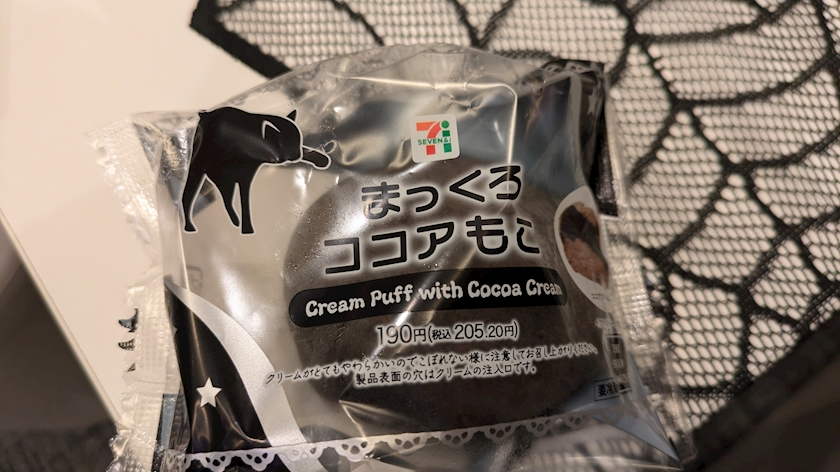 SEVEN & i
まっくろ
ココアもこ
Cream Puff with Cocoa Cream
190円(税込205.20円)
クリームがとてもやわらかいのでこぼれない様に注意してお召し上がりください。
製品表面の穴はクリームの注入口です。